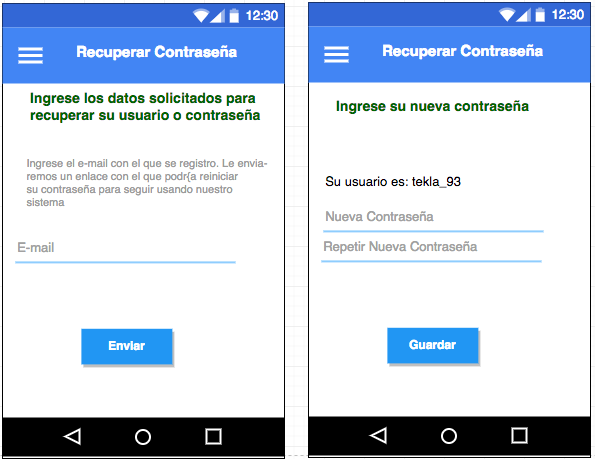 12:30
Recuperar Contraseña
Ingrese los datos solicitados para
recuperar su usuario o contraseña
Ingrese el e-mail con el que se registro. Le envia-
remos un enlace con el que podr{a reiniciar
su contraseña para seguir usando nuestro
sistema
E-mail
Enviar
12:30
Recuperar Contraseña
Ingrese su nueva contraseña
Su usuario es: tekla_93
Nueva Contraseña
Repetir Nueva Contraseña
Guardar